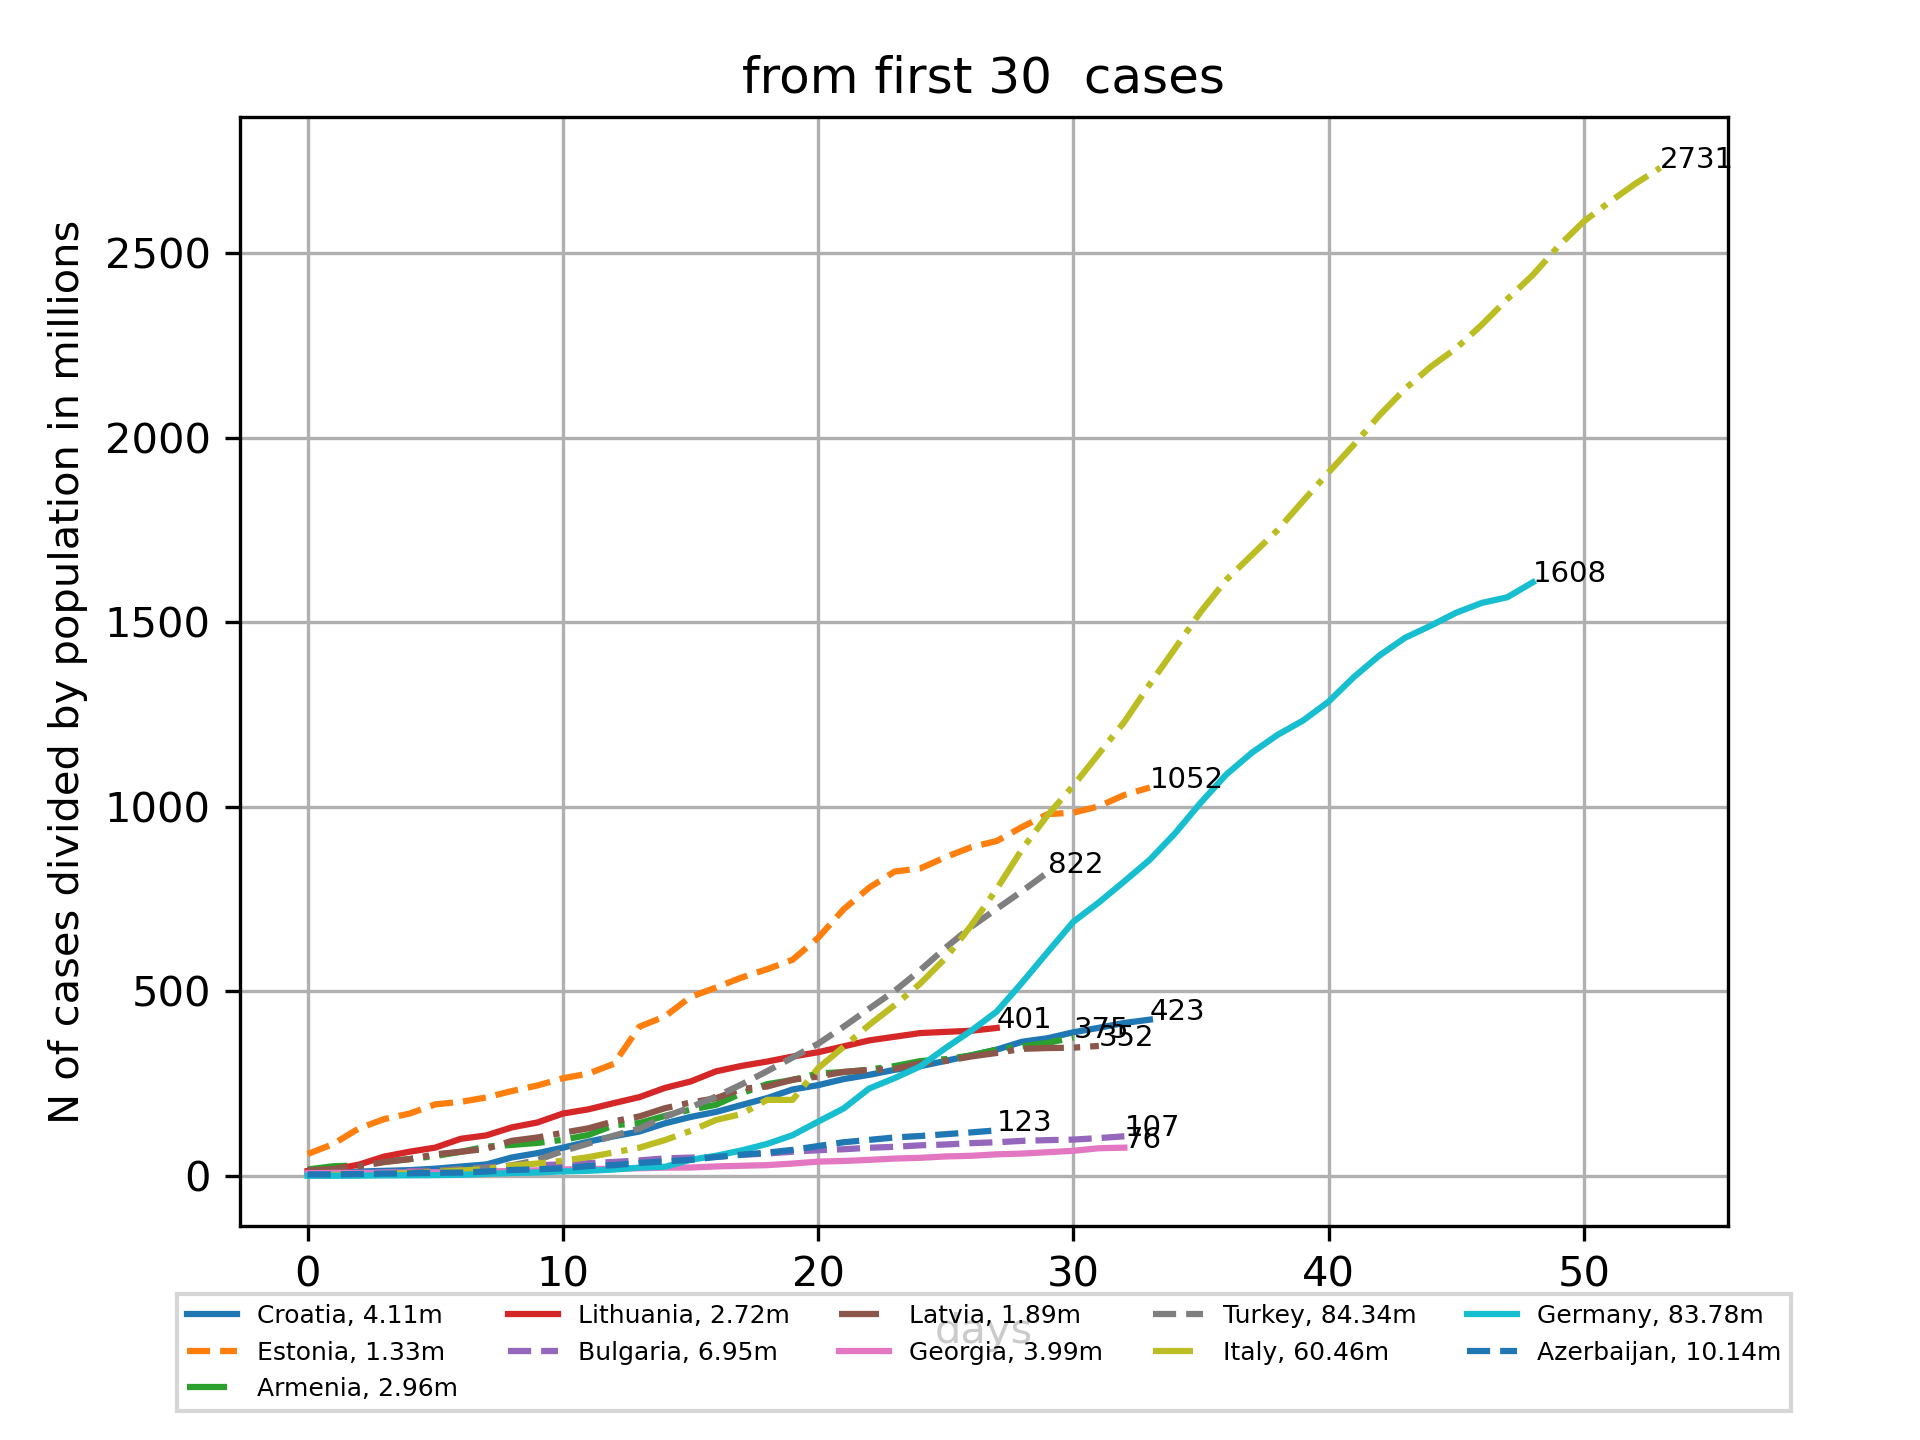 from first 30  cases
N of cases divided by population in millions
2500
2000
1500
1000
500
0
2731
1608
1052
822
401
423
375
352
123
107
76
0 10 20 30 40 50
days
Croatia, 4.11m
Estonia, 1.33m
Armenia, 2.96m
Lithuania, 2.72m
Bulgaria, 6.95m
Latvia, 1.89m
Georgia, 3.99m
Turkey, 84.34m
Italy, 60.46m
Germany, 83.78m
Azerbaijan, 10.14m